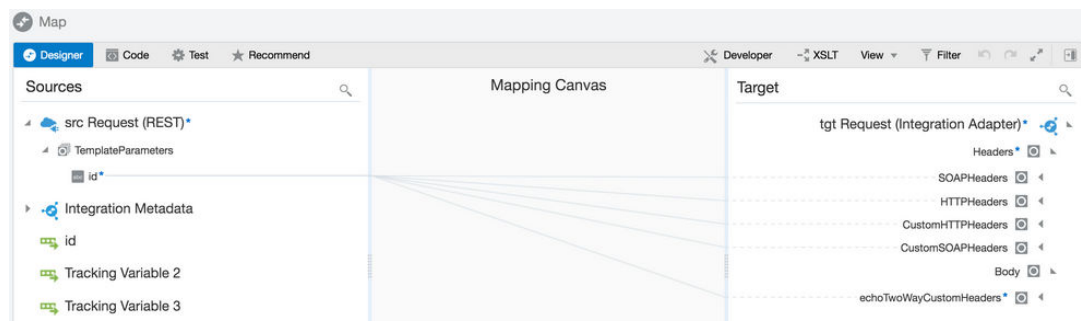 Map
Designer Code Test Recommend Developer XSLT View Filter
Sources Mapping Canvas Target
src Request (REST)* tgt Request (Integration Adapter)*
TemplateParameters Headers*
id* SOAPHeaders
HTTPHeaders
Integration Metadata CustomHTTPHeaders
id CustomSOAPHeaders
Tracking Variable 2 Body
Tracking Variable 3 echoTwoWayCustomHeaders*